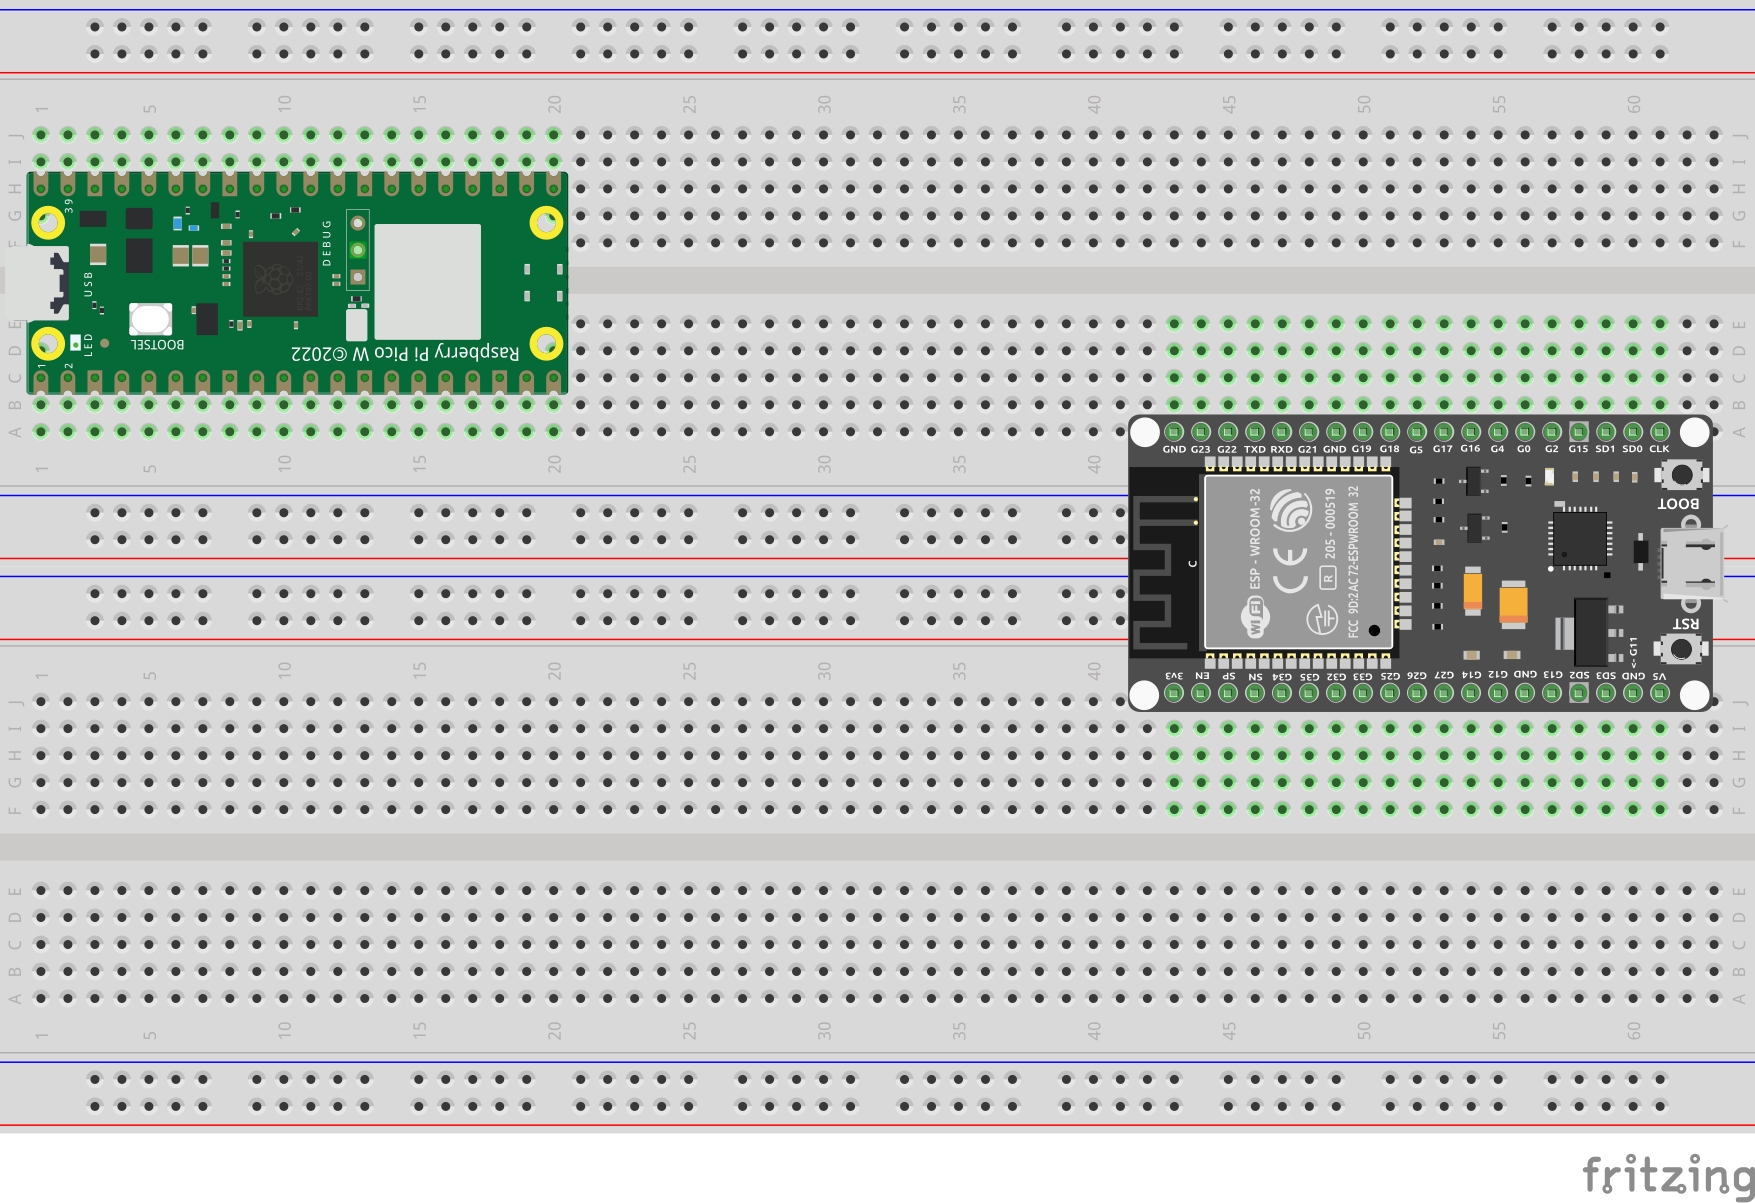 1 5 10 15 20 25 30 35 40 45 50 55 60
J J
I I
H H
G G
F F
39
DEBUG
USB
LED
BOOTSEL
Raspberry Pi Pico W ©2022
1 2
E E
D D
C C
B B
A A
1 5 10 15 20 25 30 35 40
GND G23 G22 TXD RXD G21 GND G19 G18 G5 G17 G16 G4 G0 G2 G15 SD1 SD0 CLK
BOOT
C
WiFi ESP - WROOM-32
CE
R 205 - 000519
FCC 9D:2AC72-ESPWROOM 32
RST
<- G11
3v3 EN SP SN G34 G35 G32 G33 G25 G26 G27 G14 G12 GND G13 SD2 SD3 GND V5
1 5 10 15 20 25 30 35 40
J J
I I
H H
G G
F F
E E
D D
C C
B B
A A
1 5 10 15 20 25 30 35 40 45 50 55 60
fritzing